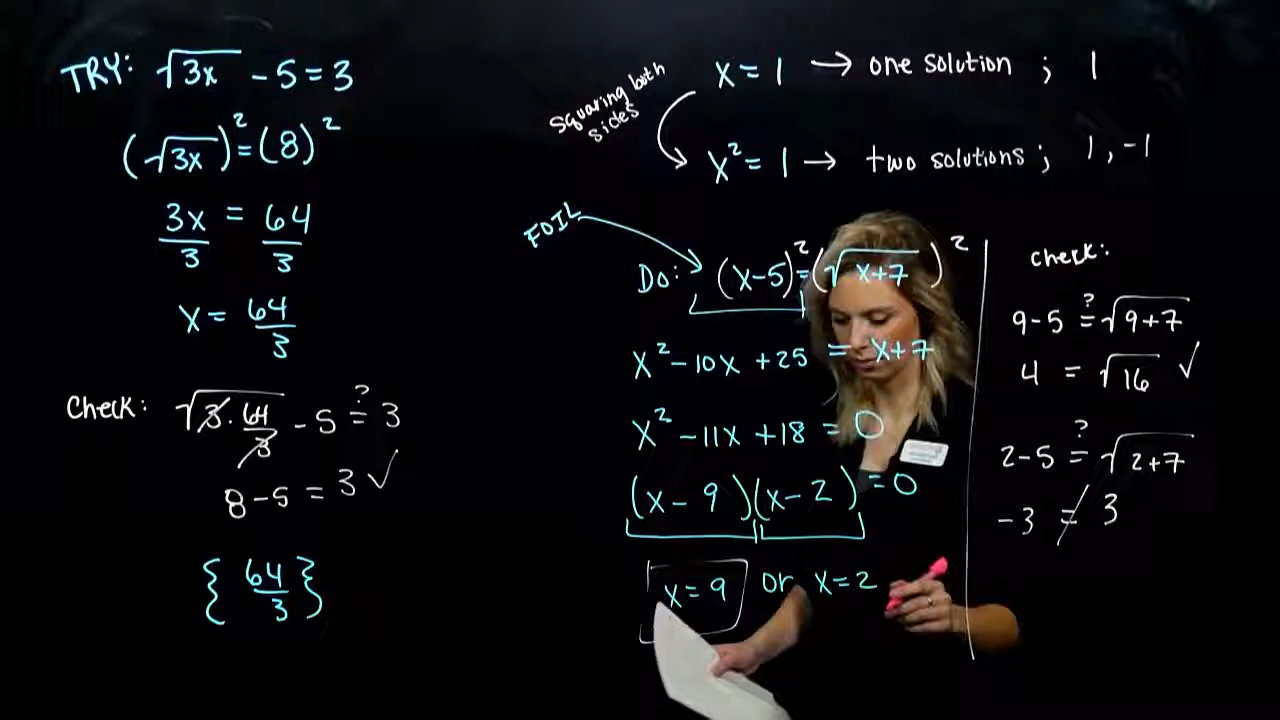 TRY: √3x - 5 = 3
(√3x)² = (8)²
3x/3 = 64/3
x = 64/3
Check: √3·64/3 - 5 ≟ 3
8 - 5 = 3 ✓
{64/3}
x = 1 → one solution ; 1
squaring both
sides
x² = 1 → two solutions ; 1, -1
FOIL
Do: (x-5)² = (√x+7)²
x² - 10x + 25 = x+7
x² - 11x + 18 = 0
(x - 9)(x - 2) = 0
x = 9 or x = 2
check:
9 - 5 ≟ √9+7
4 = √16 ✓
2 - 5 ≟ √2+7
-3 ≠ 3